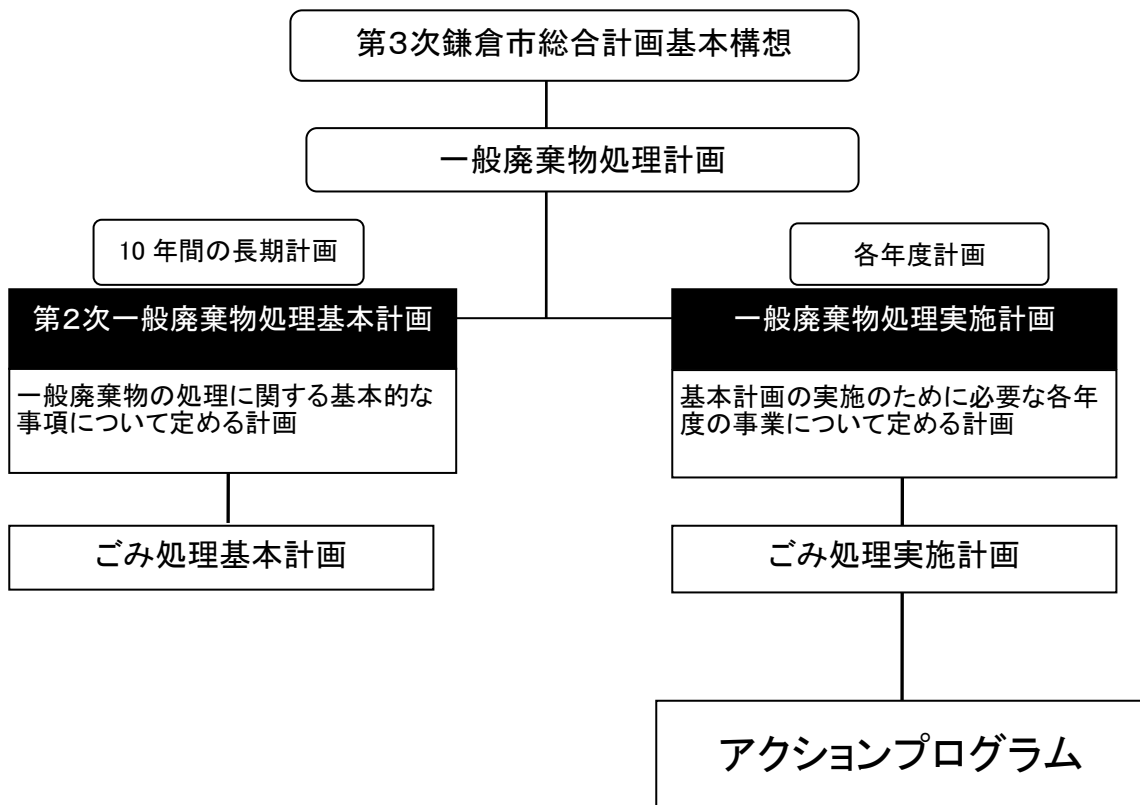 第3次鎌倉市総合計画基本構想
一般廃棄物処理計画
10 年間の長期計画
各年度計画
第2次一般廃棄物処理基本計画
一般廃棄物処理実施計画
一般廃棄物の処理に関する基本的な
事項について定める計画
基本計画の実施のために必要な各年
度の事業について定める計画
ごみ処理基本計画
ごみ処理実施計画
アクションプログラム